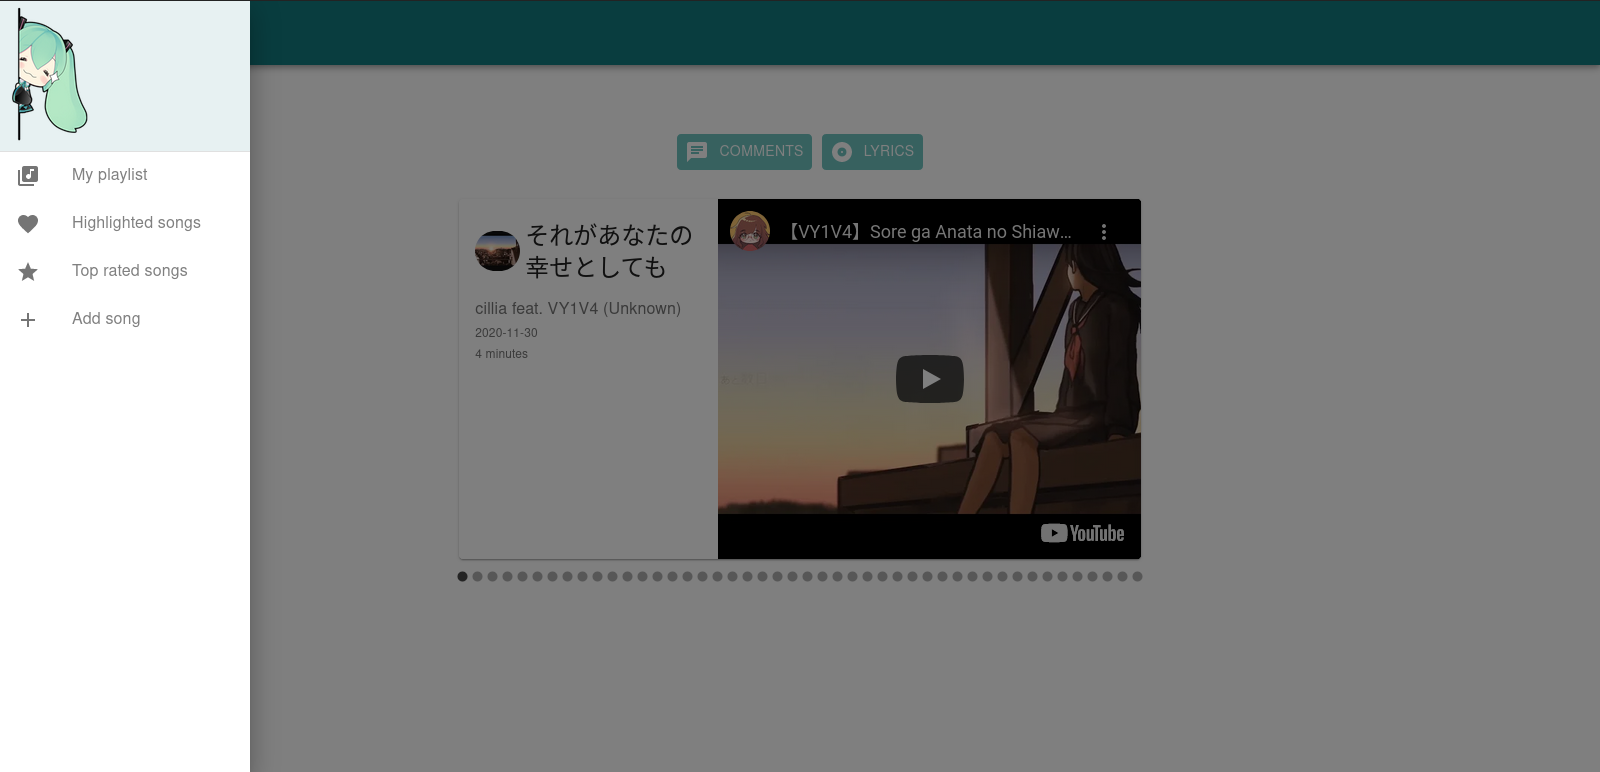 My playlist
Highlighted songs
Top rated songs
Add song
COMMENTS
LYRICS
それがあなたの
幸せとしても
cillia feat. VY1V4 (Unknown)
2020-11-30
4 minutes
【VY1V4】Sore ga Anata no Shiaw...
YouTube